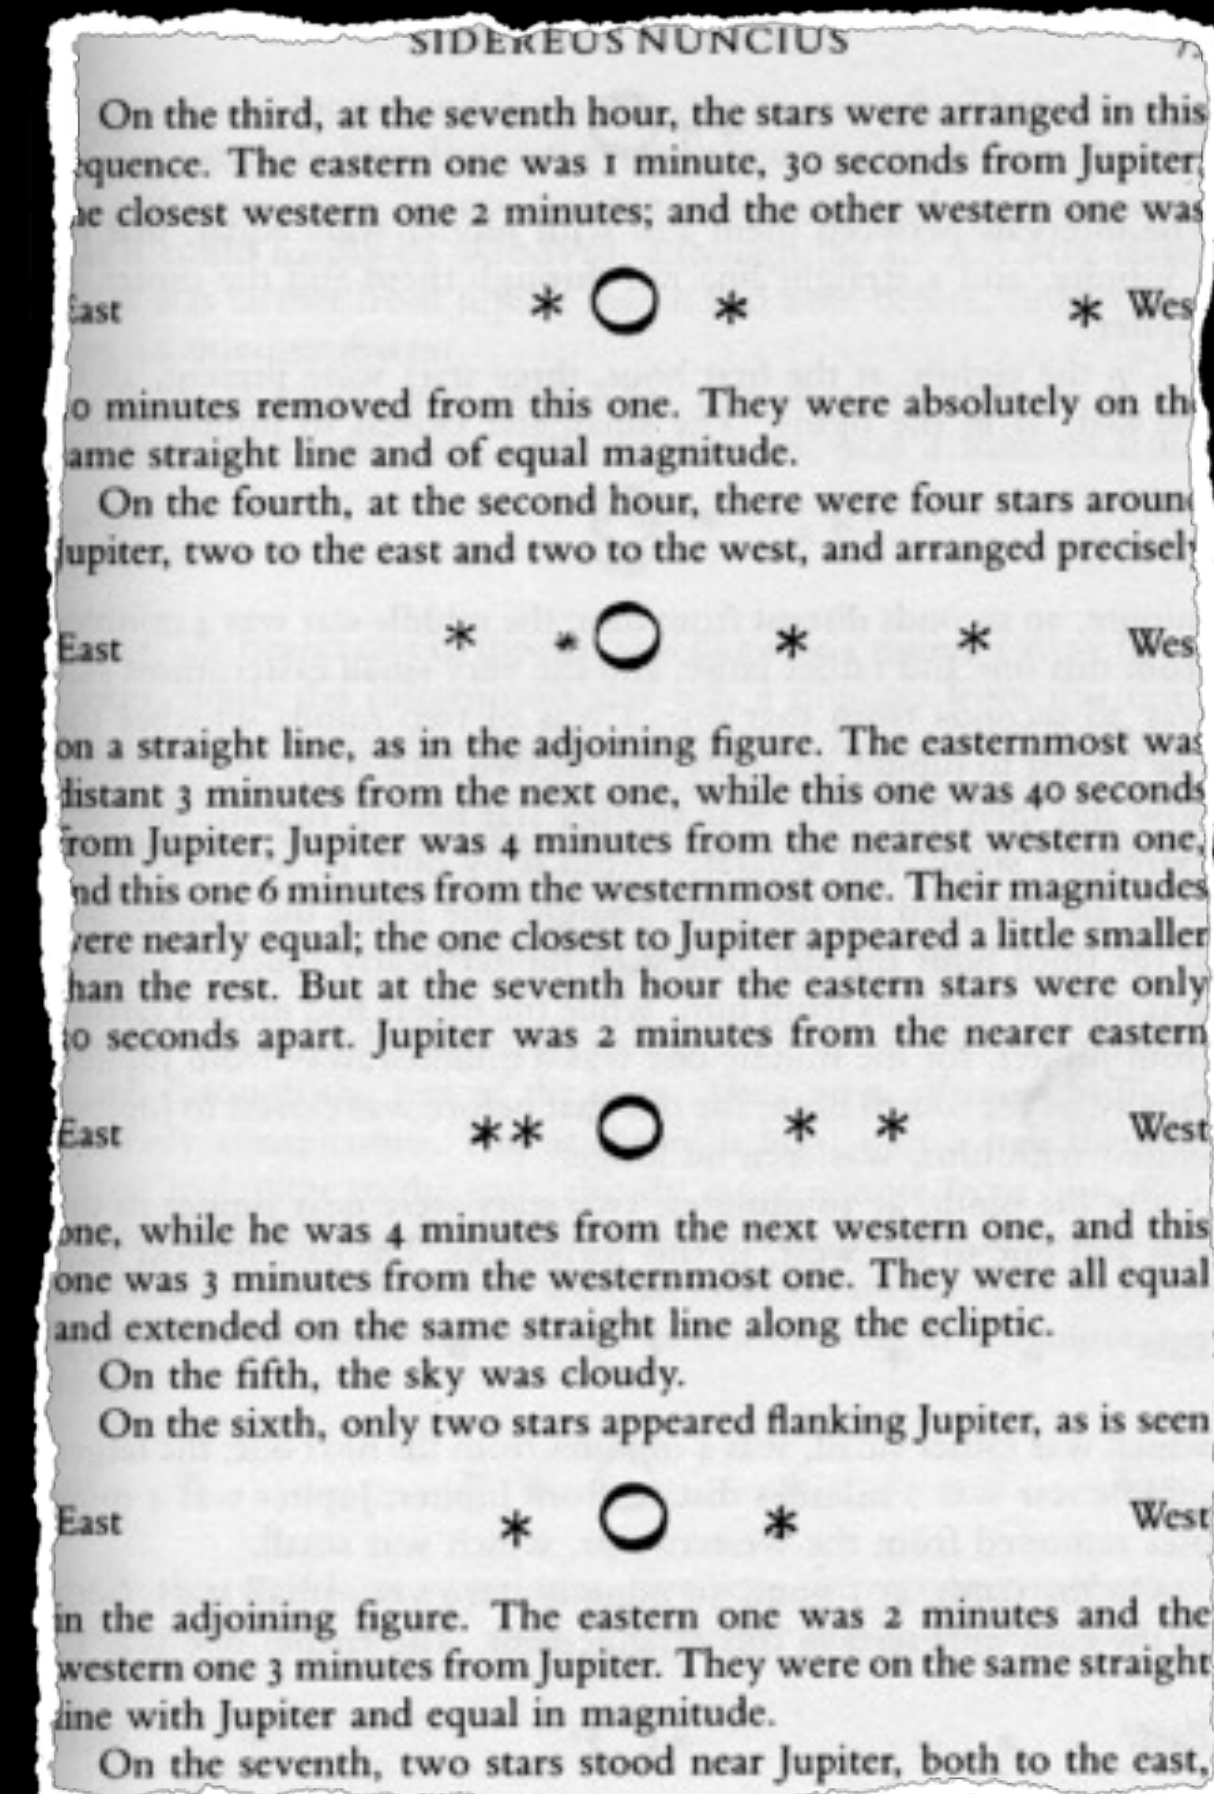 SIDEREUS NUNCIUS
On the third, at the seventh hour, the stars were arranged in this
equence. The eastern one was 1 minute, 30 seconds from Jupiter;
he closest western one 2 minutes; and the other western one was
East * O * * Wes
0 minutes removed from this one. They were absolutely on the
ame straight line and of equal magnitude.
On the fourth, at the second hour, there were four stars around
Jupiter, two to the east and two to the west, and arranged precisely
East * * O * * Wes
on a straight line, as in the adjoining figure. The easternmost was
distant 3 minutes from the next one, while this one was 40 seconds
from Jupiter; Jupiter was 4 minutes from the nearest western one,
nd this one 6 minutes from the westernmost one. Their magnitudes
were nearly equal; the one closest to Jupiter appeared a little smaller
han the rest. But at the seventh hour the eastern stars were only
0 seconds apart. Jupiter was 2 minutes from the nearer eastern
East ** O * * West
one, while he was 4 minutes from the next western one, and this
one was 3 minutes from the westernmost one. They were all equal
and extended on the same straight line along the ecliptic.
On the fifth, the sky was cloudy.
On the sixth, only two stars appeared flanking Jupiter, as is seen
East * O * West
in the adjoining figure. The eastern one was 2 minutes and the
western one 3 minutes from Jupiter. They were on the same straight
line with Jupiter and equal in magnitude.
On the seventh, two stars stood near Jupiter, both to the east,